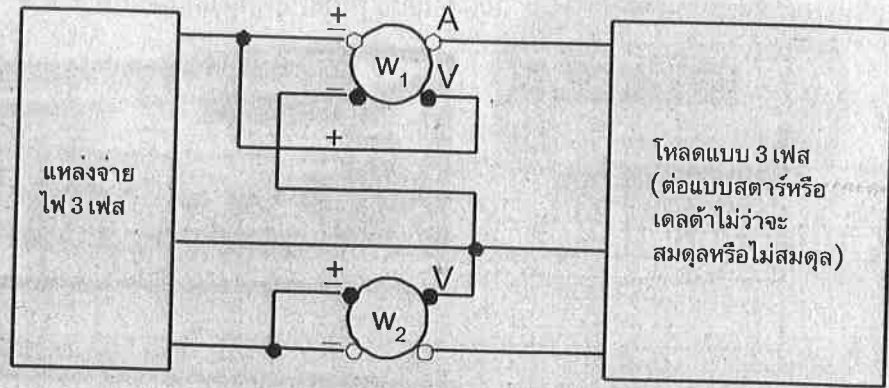 +
−
A
W1
V
−
+
แหล่งจ่าย
ไฟ 3 เฟส
โหลดแบบ 3 เฟส
(ต่อแบบสตาร์หรือ
เดลต้าไม่ว่าจะ
สมดุลหรือไม่สมดุล)
+
−
V
W2
−